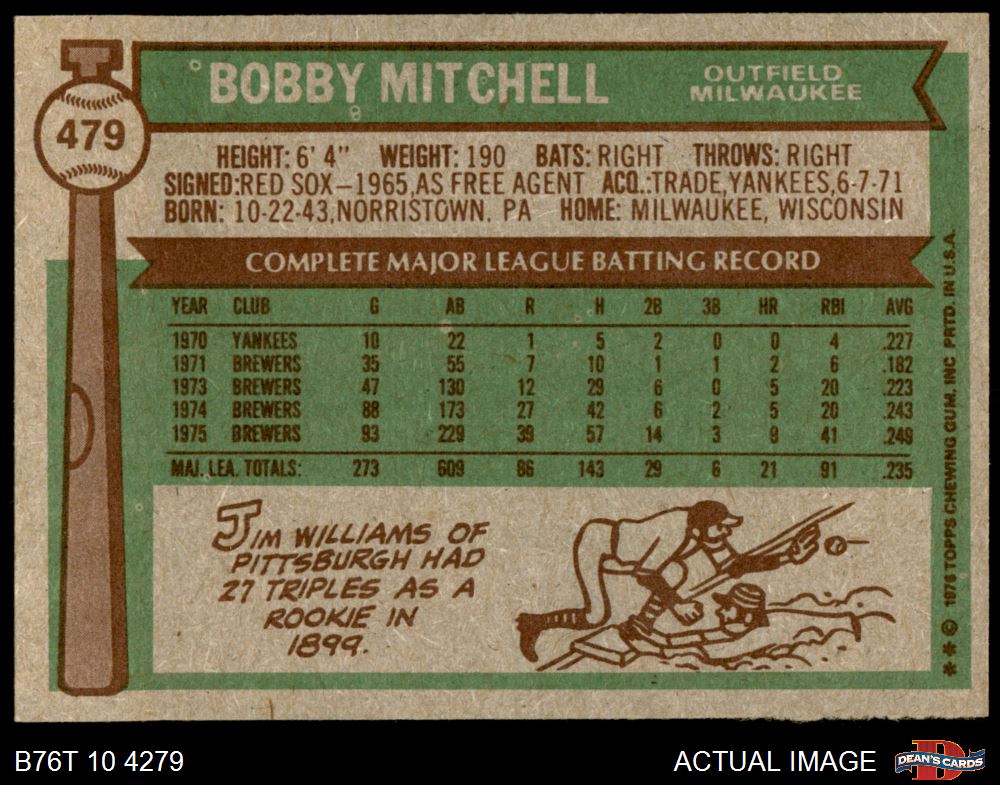 BOBBY MITCHELL
OUTFIELD
MILWAUKEE
479
HEIGHT: 6' 4" WEIGHT: 190 BATS: RIGHT THROWS: RIGHT
SIGNED:RED SOX–1965,AS FREE AGENT ACQ.:TRADE,YANKEES,6-7-71
BORN: 10-22-43,NORRISTOWN. PA HOME: MILWAUKEE, WISCONSIN
COMPLETE MAJOR LEAGUE BATTING RECORD
YEAR CLUB G AB R H 2B 3B HR RBI AVG
1970 YANKEES 10 22 1 5 2 0 0 4 .227
1971 BREWERS 35 55 7 10 1 1 2 6 .182
1973 BREWERS 47 130 12 29 6 0 5 20 .223
1974 BREWERS 88 173 27 42 6 2 5 20 .243
1975 BREWERS 93 229 39 57 14 3 9 41 .249
MAJ. LEA. TOTALS: 273 609 86 143 29 6 21 91 .235
JIM WILLIAMS OF
PITTSBURGH HAD
27 TRIPLES AS A
ROOKIE IN
1899.
** © 1976 TOPPS CHEWING GUM, INC PRTD. IN U.S.A.
B76T 10 4279
ACTUAL IMAGE
D
DEAN'S CARDS